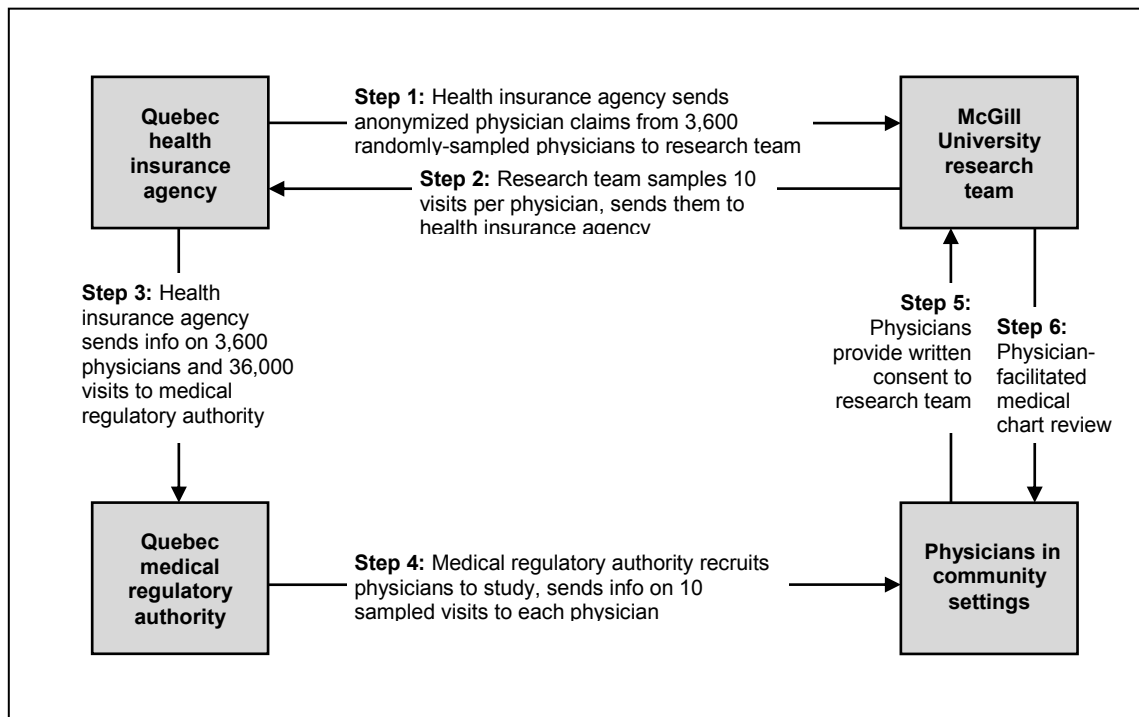 Quebec
health
insurance
agency
Step 1: Health insurance agency sends
anonymized physician claims from 3,600
randomly-sampled physicians to research team
McGill
University
research
team
Step 2: Research team samples 10
visits per physician, sends them to
health insurance agency
Step 3: Health
insurance agency
sends info on 3,600
physicians and 36,000
visits to medical
regulatory authority
Step 5:
Physicians
provide written
consent to
research team
Step 6:
Physician-
facilitated
medical
chart review
Quebec
medical
regulatory
authority
Step 4: Medical regulatory authority recruits
physicians to study, sends info on 10
sampled visits to each physician
Physicians in
community
settings